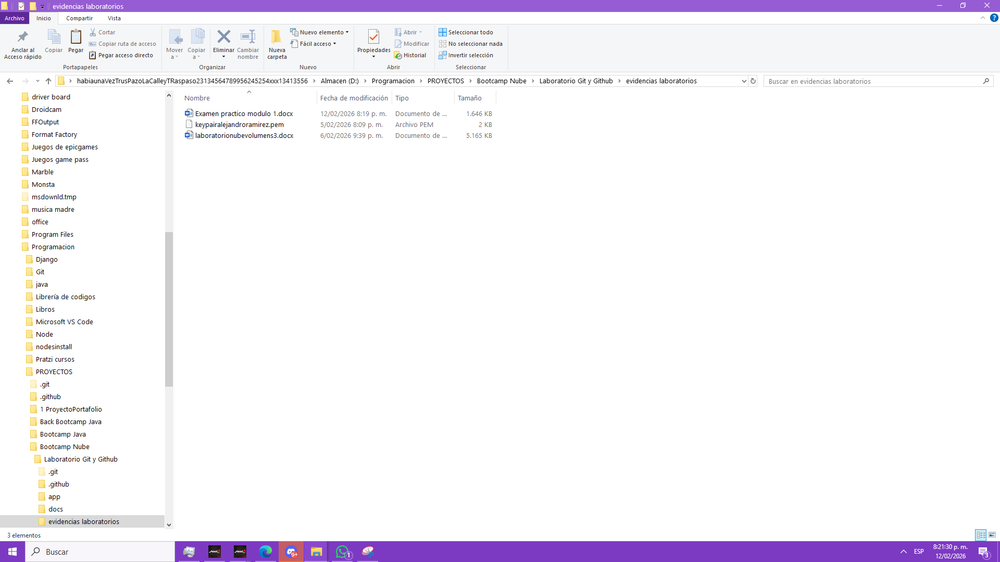 evidencias laboratorios
Archivo
Inicio
Compartir
Vista
Anclar al
Acceso rápido
Copiar
Pegar
Cortar
Copiar ruta de acceso
Pegar acceso directo
Portapapeles
Mover
a
Copiar
a
Eliminar
Cambiar
nombre
Organizar
Nueva
carpeta
Nuevo elemento
Fácil acceso
Nuevo
Propiedades
Abrir
Modificar
Historial
Abrir
Seleccionar todo
No seleccionar nada
Invertir selección
Seleccionar
habiaunaVezTrusPazoLaCalleyTRaspaso23134564789956245254xxx13413556 > Almacen (D:) > Programacion > PROYECTOS > Bootcamp Nube > Laboratorio Git y Github > evidencias laboratorios
Buscar en evidencias laboratorios
driver board
Droidcam
FFOutput
Format Factory
Juegos de epicgames
Juegos game pass
Marble
Monsta
msdownld.tmp
musica madre
office
Program Files
Programacion
Django
Git
java
Librería de codigos
Libros
Microsoft VS Code
Node
nodesinstall
Pratzi cursos
PROYECTOS
.git
.github
1 ProyectoPortafolio
Back Bootcamp Java
Bootcamp Java
Bootcamp Nube
Laboratorio Git y Github
.git
.github
app
docs
evidencias laboratorios
Nombre Fecha de modificación Tipo Tamaño
Examen practico modulo 1.docx 12/02/2026 8:19 p. m. Documento de ... 1.646 KB
keypairalejandroramirez.pem 5/02/2026 8:09 p. m. Archivo PEM 2 KB
laboratorionubevolumens3.docx 6/02/2026 9:39 p. m. Documento de ... 5.165 KB
3 elementos
Buscar
9+
1
ESP
8:21:30 p. m.
12/02/2026
3